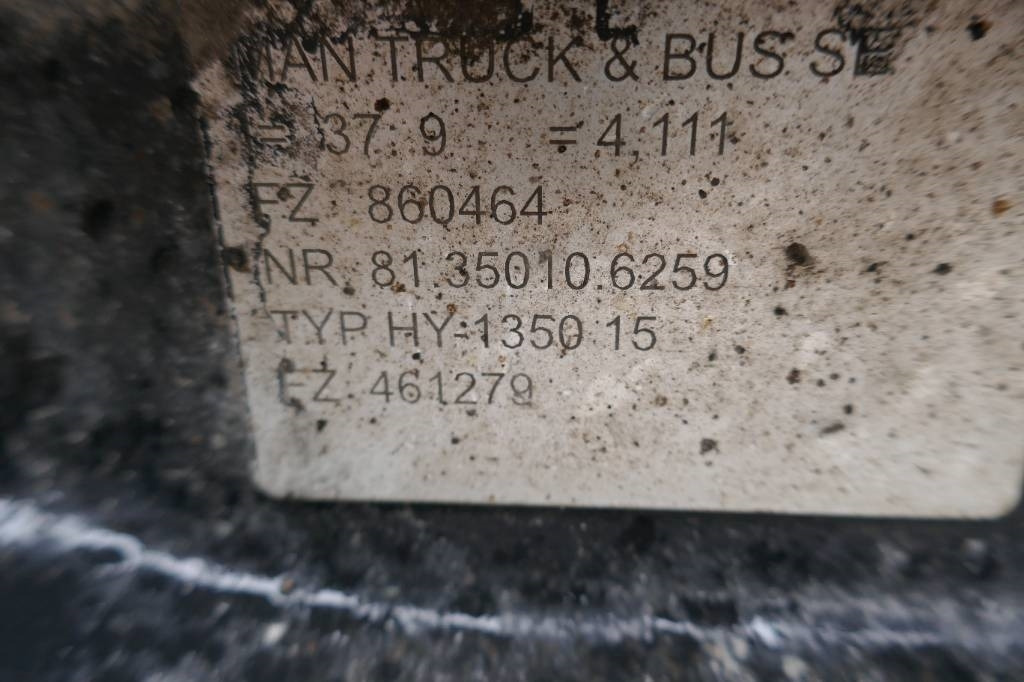 MAN TRUCK & BUS SE
= 37:9 = 4,111
FZ 860464
NR 81.35010.6259
TYP HY-1350 15
FZ 461279